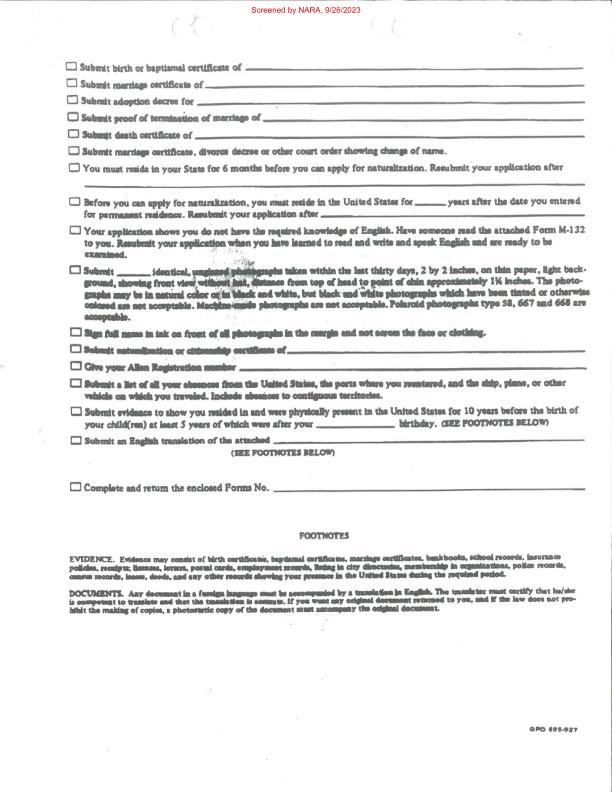 Screened by NARA, 9/26/2023
Submit birth or baptismal certificate of
Submit marriage certificate of
Submit adoption decree for
Submit proof of termination of marriage of
Submit death certificate of
Submit marriage certificate, divorce decree or other court order showing change of name.
You must reside in your State for 6 months before you can apply for naturalization. Resubmit your application after
Before you can apply for naturalization, you must reside in the United States for ______ years after the date you entered
for permanent residence. Resubmit your application after
Your application shows you do not have the required knowledge of English. Have someone read the attached Form M-132
to you. Resubmit your application when you have learned to read and write and speak English and are ready to be
examined.
Submit ______ identical, unglazed photographs taken within the last thirty days, 2 by 2 inches, on thin paper, light back-
ground, showing front view without hat, distance from top of head to point of chin approximately 1¼ inches. The photo-
graphs may be in natural color or in black and white, but black and white photographs which have been tinted or otherwise
colored are not acceptable. Machine-made photographs are not acceptable. Polaroid photographs type 58, 667 and 668 are
acceptable.
Sign full name in ink on front of all photographs in the margin and not across the face or clothing.
Submit naturalization or citizenship certificate of
Give your Alien Registration number
Submit a list of all your absences from the United States, the ports where you reentered, and the ship, plane, or other
vehicle on which you traveled. Include absences to contiguous territories.
Submit evidence to show you resided in and were physically present in the United States for 10 years before the birth of
your child(ren) at least 5 years of which were after your ______ birthday. (SEE FOOTNOTES BELOW)
Submit an English translation of the attached
(SEE FOOTNOTES BELOW)
Complete and return the enclosed Forms No.
FOOTNOTES
EVIDENCE. Evidence may consist of birth certificates, baptismal certificates, marriage certificates, bankbooks, school records, insurance
policies, receipts, licenses, letters, postal cards, employment records, listing in city directories, membership in organizations, police records,
census records, leases, deeds, and any other records showing your presence in the United States during the required period.
DOCUMENTS. Any document in a foreign language must be accompanied by a translation in English. The translator must certify that he/she
is competent to translate and that the translation is accurate. If you want any original document returned to you, and if the law does not pro-
hibit the making of copies, a photostatic copy of the document must accompany the original document.
GPO 895-927